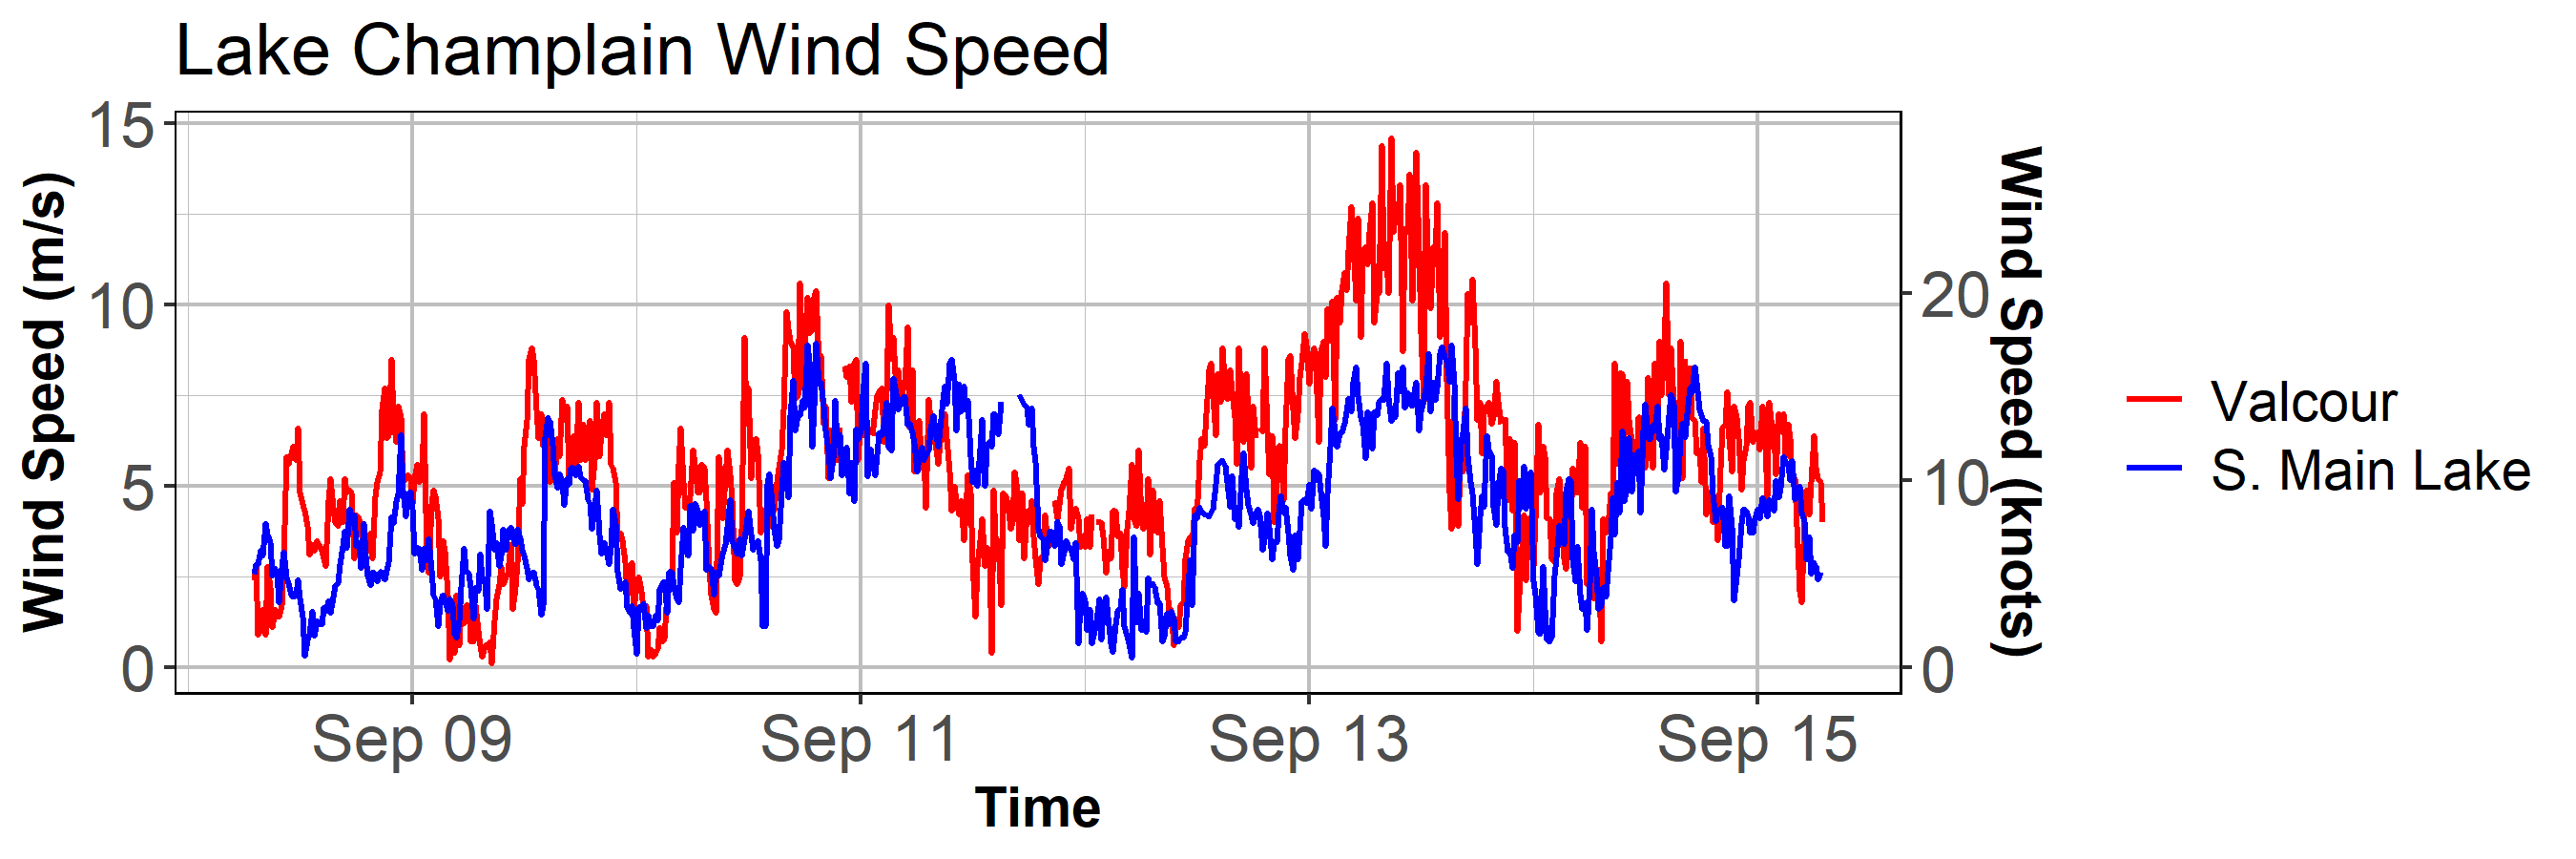 Lake Champlain Wind Speed
Wind Speed (m/s)
15
10
5
0
Wind Speed (knots)
20
10
0
Sep 09
Sep 11
Sep 13
Sep 15
Time
Valcour
S. Main Lake